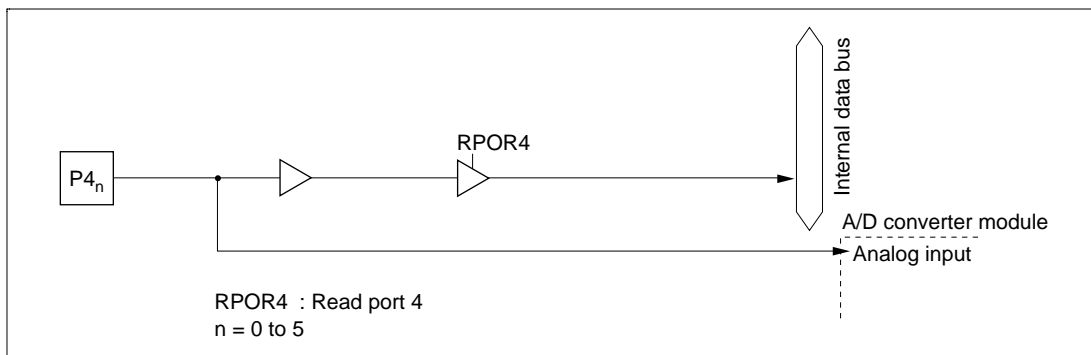 RPOR4
P4n
Internal data bus
A/D converter module
Analog input
RPOR4 : Read port 4
n = 0 to 5